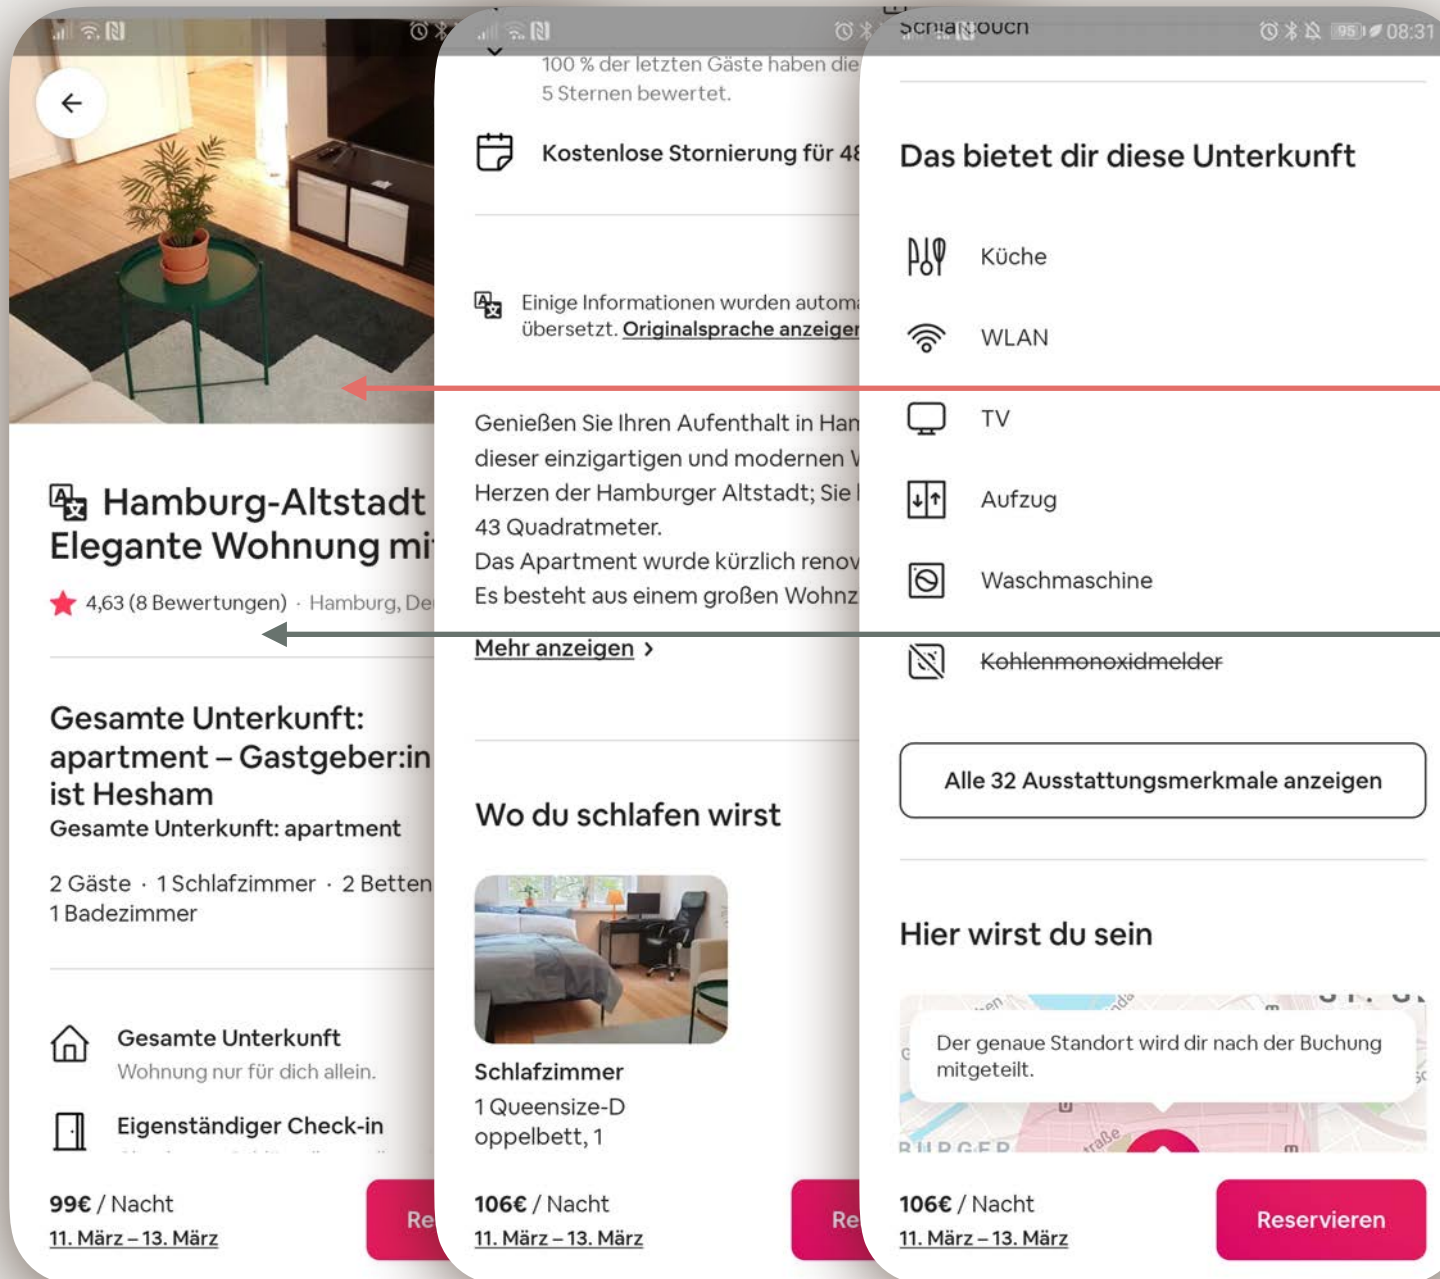 Hamburg-Altstadt
Elegante Wohnung mi
4,63 (8 Bewertungen) · Hamburg, De
Gesamte Unterkunft:
apartment – Gastgeber:in
ist Hesham
Gesamte Unterkunft: apartment
2 Gäste · 1 Schlafzimmer · 2 Betten
1 Badezimmer
Gesamte Unterkunft
Wohnung nur für dich allein.
Eigenständiger Check-in
99€ / Nacht
11. März – 13. März
Re
100 % der letzten Gäste haben die
5 Sternen bewertet.
Kostenlose Stornierung für 48
Einige Informationen wurden automa
übersetzt. Originalsprache anzeigen
Genießen Sie Ihren Aufenthalt in Ham
dieser einzigartigen und modernen W
Herzen der Hamburger Altstadt; Sie
43 Quadratmeter.
Das Apartment wurde kürzlich renov
Es besteht aus einem großen Wohnz
Mehr anzeigen
Wo du schlafen wirst
Schlafzimmer
1 Queensize-D
oppelbett, 1
106€ / Nacht
11. März – 13. März
Re
95 08:31
Das bietet dir diese Unterkunft
Küche
WLAN
TV
Aufzug
Waschmaschine
Kohlenmonoxidmelder
Alle 32 Ausstattungsmerkmale anzeigen
Hier wirst du sein
Der genaue Standort wird dir nach der Buchung
mitgeteilt.
BURGER
straße
106€ / Nacht
11. März – 13. März
Reservieren